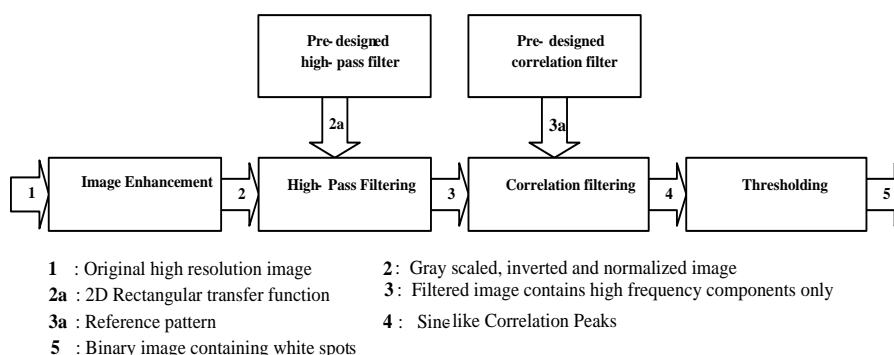 Pre-designed
high- pass filter
Pre- designed
correlation filter
2a
3a
1
Image Enhancement
2
High- Pass Filtering
3
Correlation filtering
4
Thresholding
5
1 : Original high resolution image
2 : Gray scaled, inverted and normalized image
2a : 2D Rectangular transfer function
3 : Filtered image contains high frequency components only
3a : Reference pattern
4 : Sinc like Correlation Peaks
5 : Binary image containing white spots